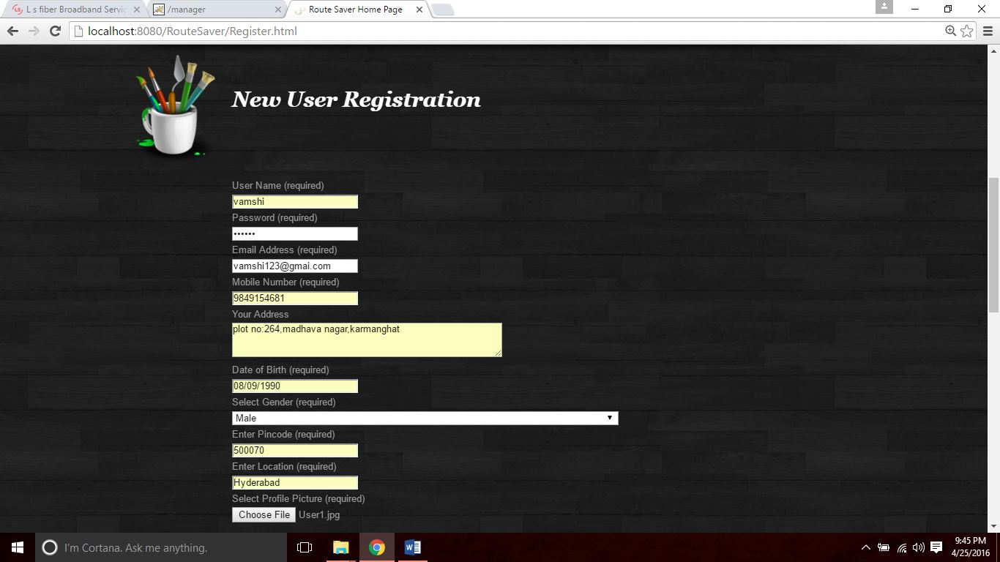 L s fiber Broadband Servic
/manager
Route Saver Home Page
localhost:8080/RouteSaver/Register.html
New User Registration
User Name (required)
vamshi
Password (required)
••••••
Email Address (required)
vamshi123@gmai.com
Mobile Number (required)
9849154681
Your Address
plot no:264,madhava nagar,karmanghat
Date of Birth (required)
08/09/1990
Select Gender (required)
Male
Enter Pincode (required)
500070
Enter Location (required)
Hyderabad
Select Profile Picture (required)
Choose File User1.jpg
I'm Cortana. Ask me anything.
9:45 PM
4/25/2016